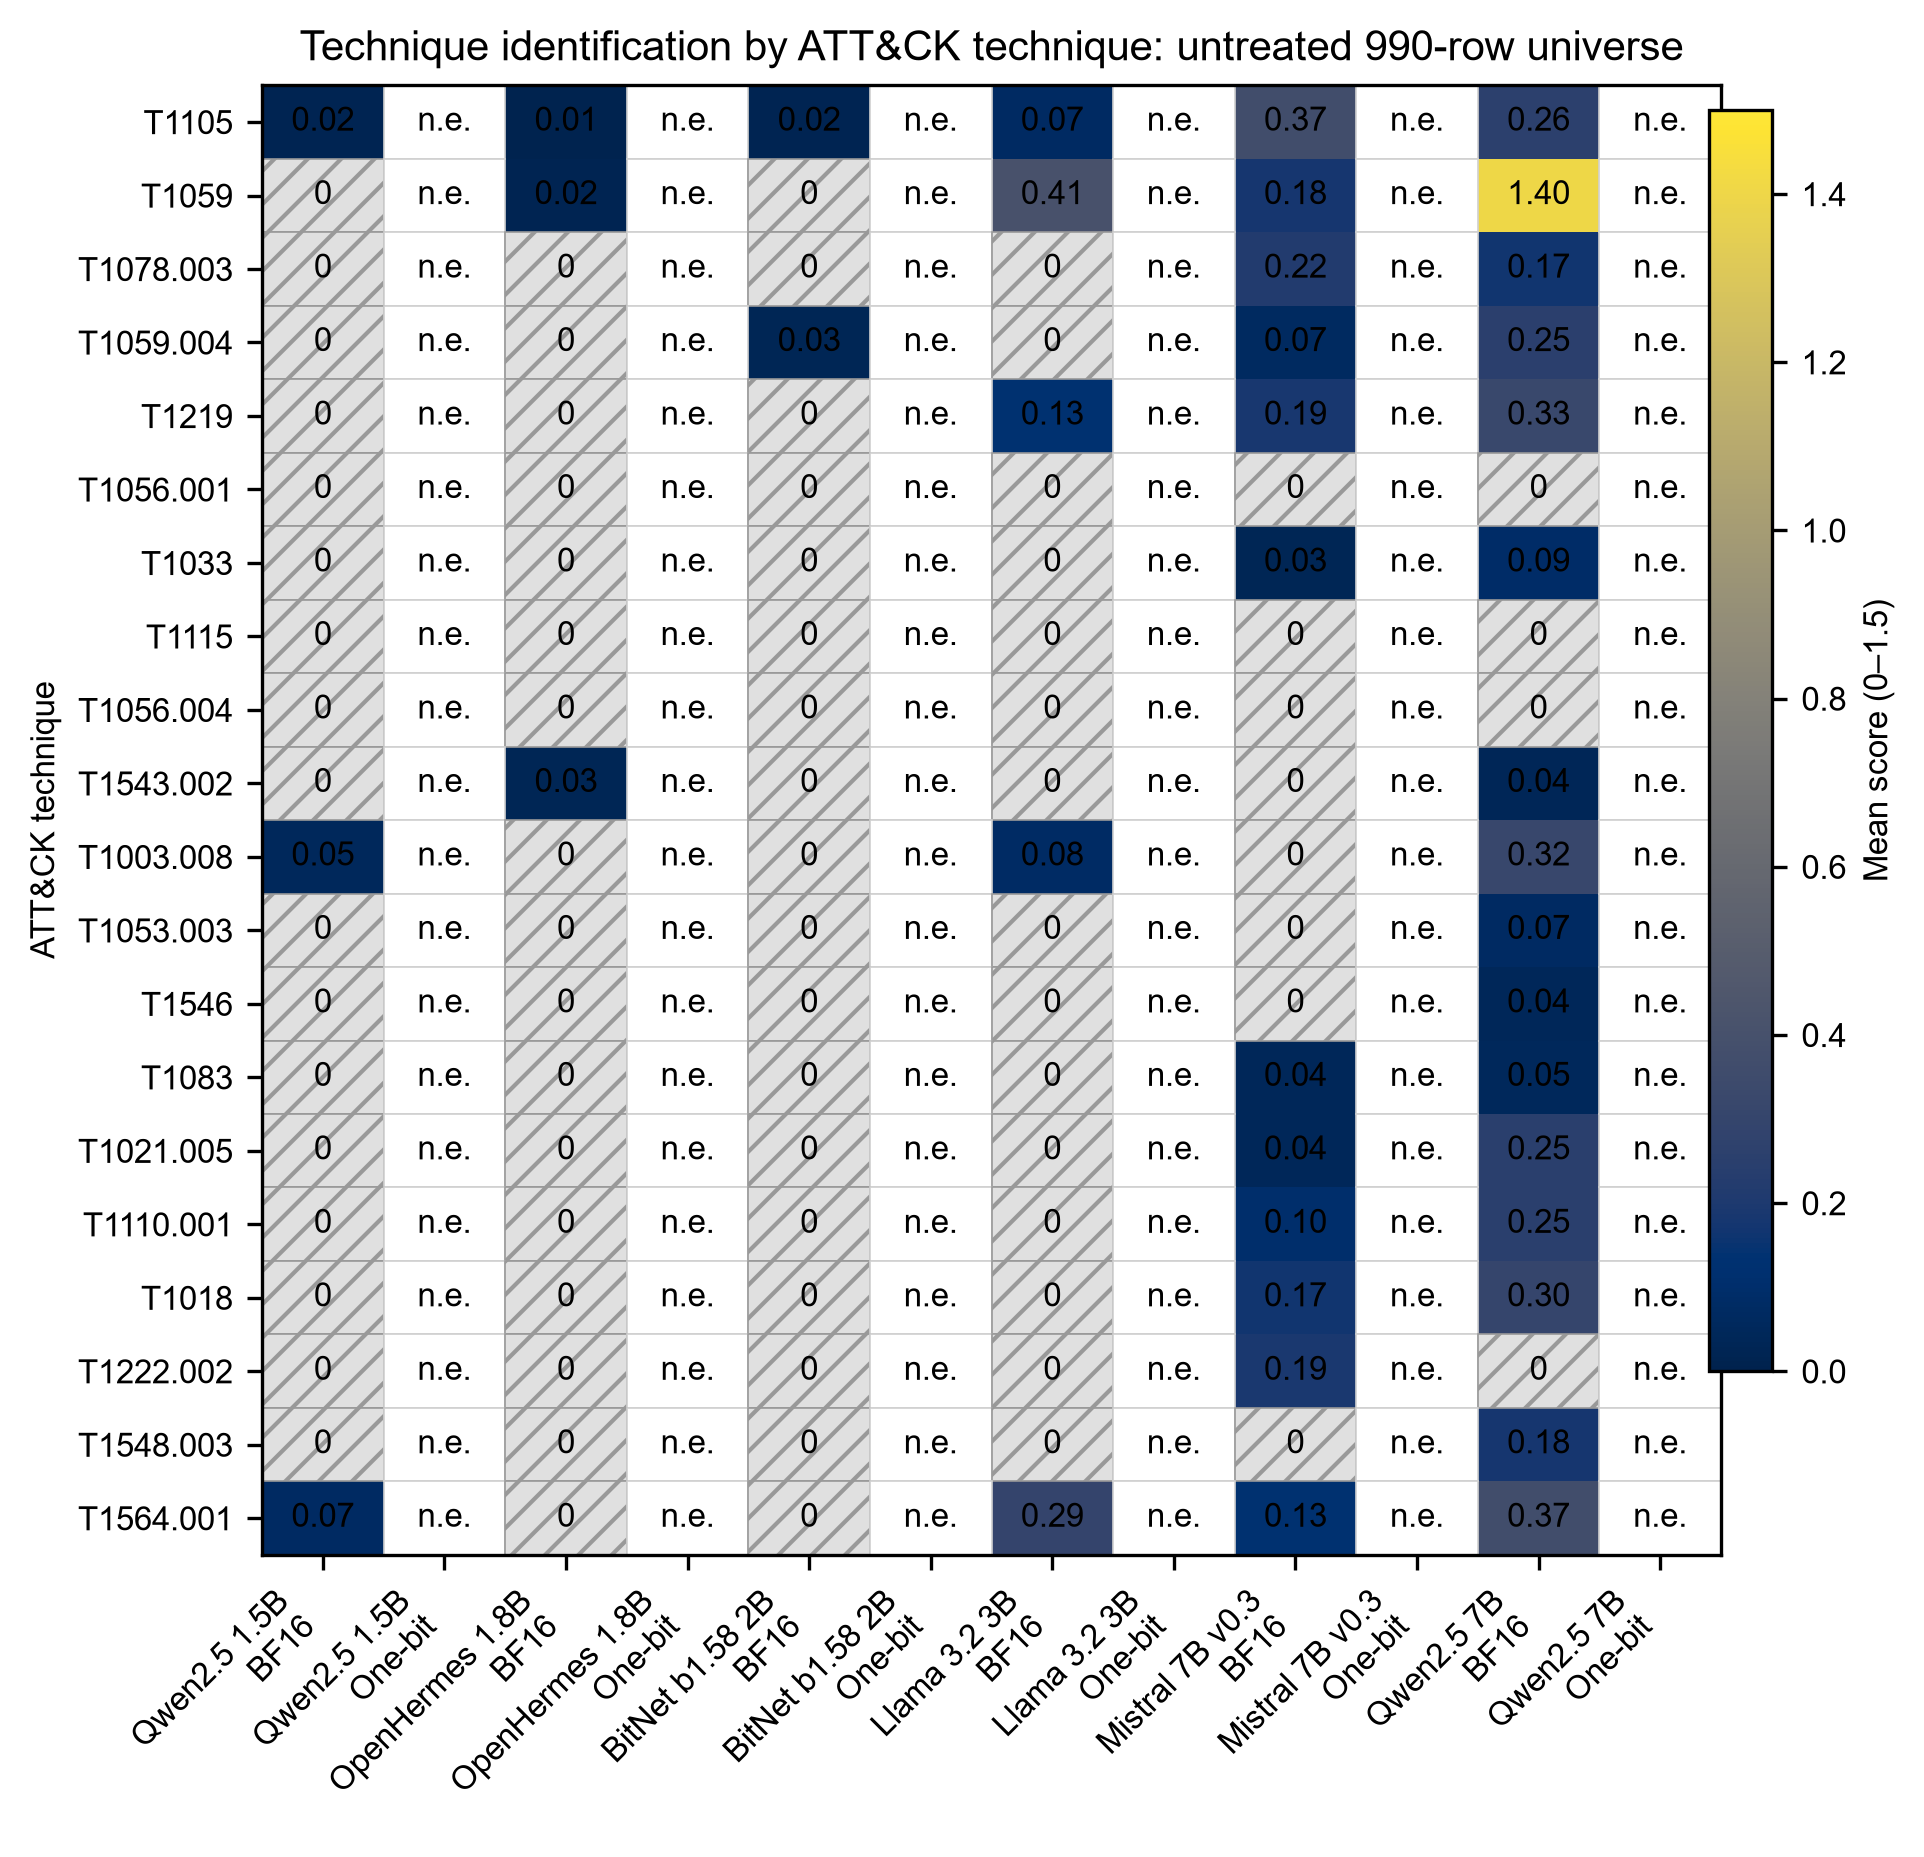 Technique identification by ATT&CK technique: untreated 990-row universe
T1105 0.02 n.e. 0.01 n.e. 0.02 n.e. 0.07 n.e. 0.37 n.e. 0.26 n.e.
T1059 0 n.e. 0.02 n.e. 0 n.e. 0.41 n.e. 0.18 n.e. 1.40 n.e.
T1078.003 0 n.e. 0 n.e. 0 n.e. 0 n.e. 0.22 n.e. 0.17 n.e.
T1059.004 0 n.e. 0 n.e. 0.03 n.e. 0 n.e. 0.07 n.e. 0.25 n.e.
T1219 0 n.e. 0 n.e. 0 n.e. 0.13 n.e. 0.19 n.e. 0.33 n.e.
T1056.001 0 n.e. 0 n.e. 0 n.e. 0 n.e. 0 n.e. 0 n.e.
T1033 0 n.e. 0 n.e. 0 n.e. 0 n.e. 0.03 n.e. 0.09 n.e.
T1115 0 n.e. 0 n.e. 0 n.e. 0 n.e. 0 n.e. 0 n.e.
T1056.004 0 n.e. 0 n.e. 0 n.e. 0 n.e. 0 n.e. 0 n.e.
T1543.002 0 n.e. 0.03 n.e. 0 n.e. 0 n.e. 0 n.e. 0.04 n.e.
T1003.008 0.05 n.e. 0 n.e. 0 n.e. 0.08 n.e. 0 n.e. 0.32 n.e.
T1053.003 0 n.e. 0 n.e. 0 n.e. 0 n.e. 0 n.e. 0.07 n.e.
T1546 0 n.e. 0 n.e. 0 n.e. 0 n.e. 0 n.e. 0.04 n.e.
T1083 0 n.e. 0 n.e. 0 n.e. 0 n.e. 0.04 n.e. 0.05 n.e.
T1021.005 0 n.e. 0 n.e. 0 n.e. 0 n.e. 0.04 n.e. 0.25 n.e.
T1110.001 0 n.e. 0 n.e. 0 n.e. 0 n.e. 0.10 n.e. 0.25 n.e.
T1018 0 n.e. 0 n.e. 0 n.e. 0 n.e. 0.17 n.e. 0.30 n.e.
T1222.002 0 n.e. 0 n.e. 0 n.e. 0 n.e. 0.19 n.e. 0 n.e.
T1548.003 0 n.e. 0 n.e. 0 n.e. 0 n.e. 0 n.e. 0.18 n.e.
T1564.001 0.07 n.e. 0 n.e. 0 n.e. 0.29 n.e. 0.13 n.e. 0.37 n.e.
ATT&CK technique
Qwen2.5 1.5B
BF16
Qwen2.5 1.5B
One-bit
OpenHermes 1.8B
BF16
OpenHermes 1.8B
One-bit
BitNet b1.58 2B
BF16
BitNet b1.58 2B
One-bit
Llama 3.2 3B
BF16
Llama 3.2 3B
One-bit
Mistral 7B v0.3
BF16
Mistral 7B v0.3
One-bit
Qwen2.5 7B
BF16
Qwen2.5 7B
One-bit
1.4
1.2
1.0
0.8
0.6
0.4
0.2
0.0
Mean score (0–1.5)